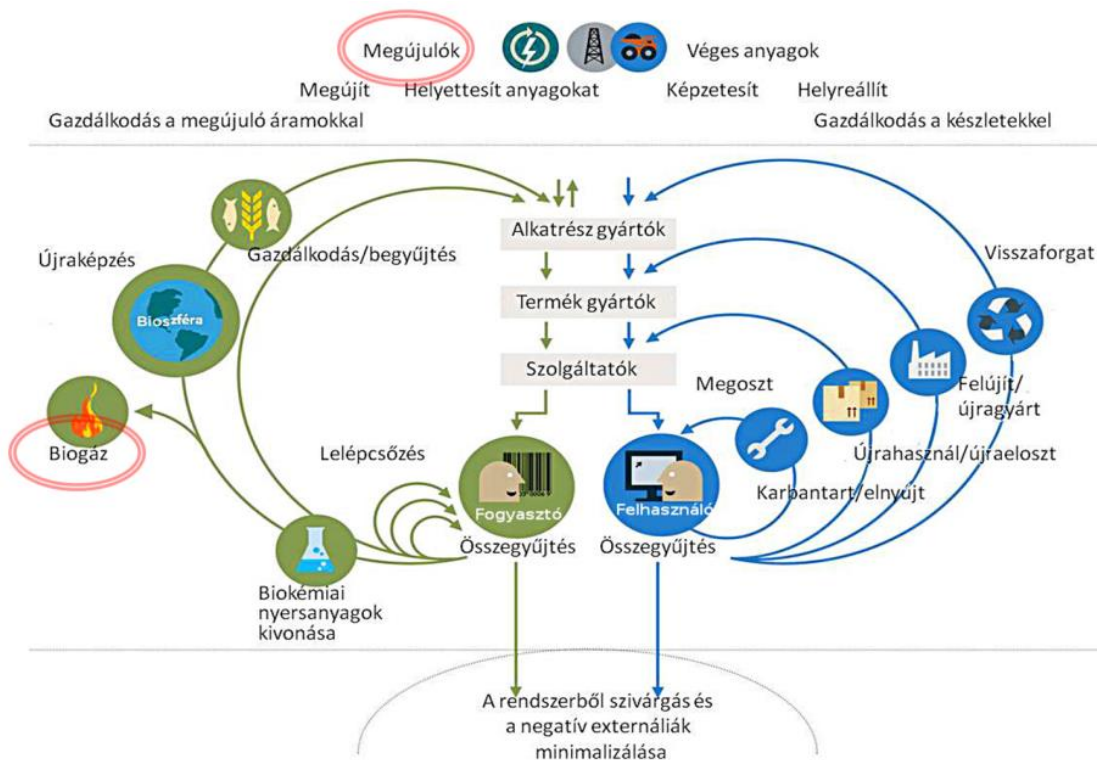 Megújulók
Véges anyagok
Megújít Helyettesít anyagokat Képzetesít Helyreállít
Gazdálkodás a megújuló áramokkal
Gazdálkodás a készletekkel
Alkatrész gyártók
Gazdálkodás/begyűjtés
Újraképzés
Visszaforgat
Termék gyártók
Bioszféra
Szolgáltatók
Megoszt
Felújít/
újragyárt
Biogáz
Lelépcsőzés
Újrahasznál/újraeloszt
Karbantart/elnyújt
Fogyasztó
Felhasználó
Összegyűjtés
Összegyűjtés
Biokémiai
nyersanyagok
kivonása
A rendszerből szivárgás és
a negatív externáliák
minimalizálása